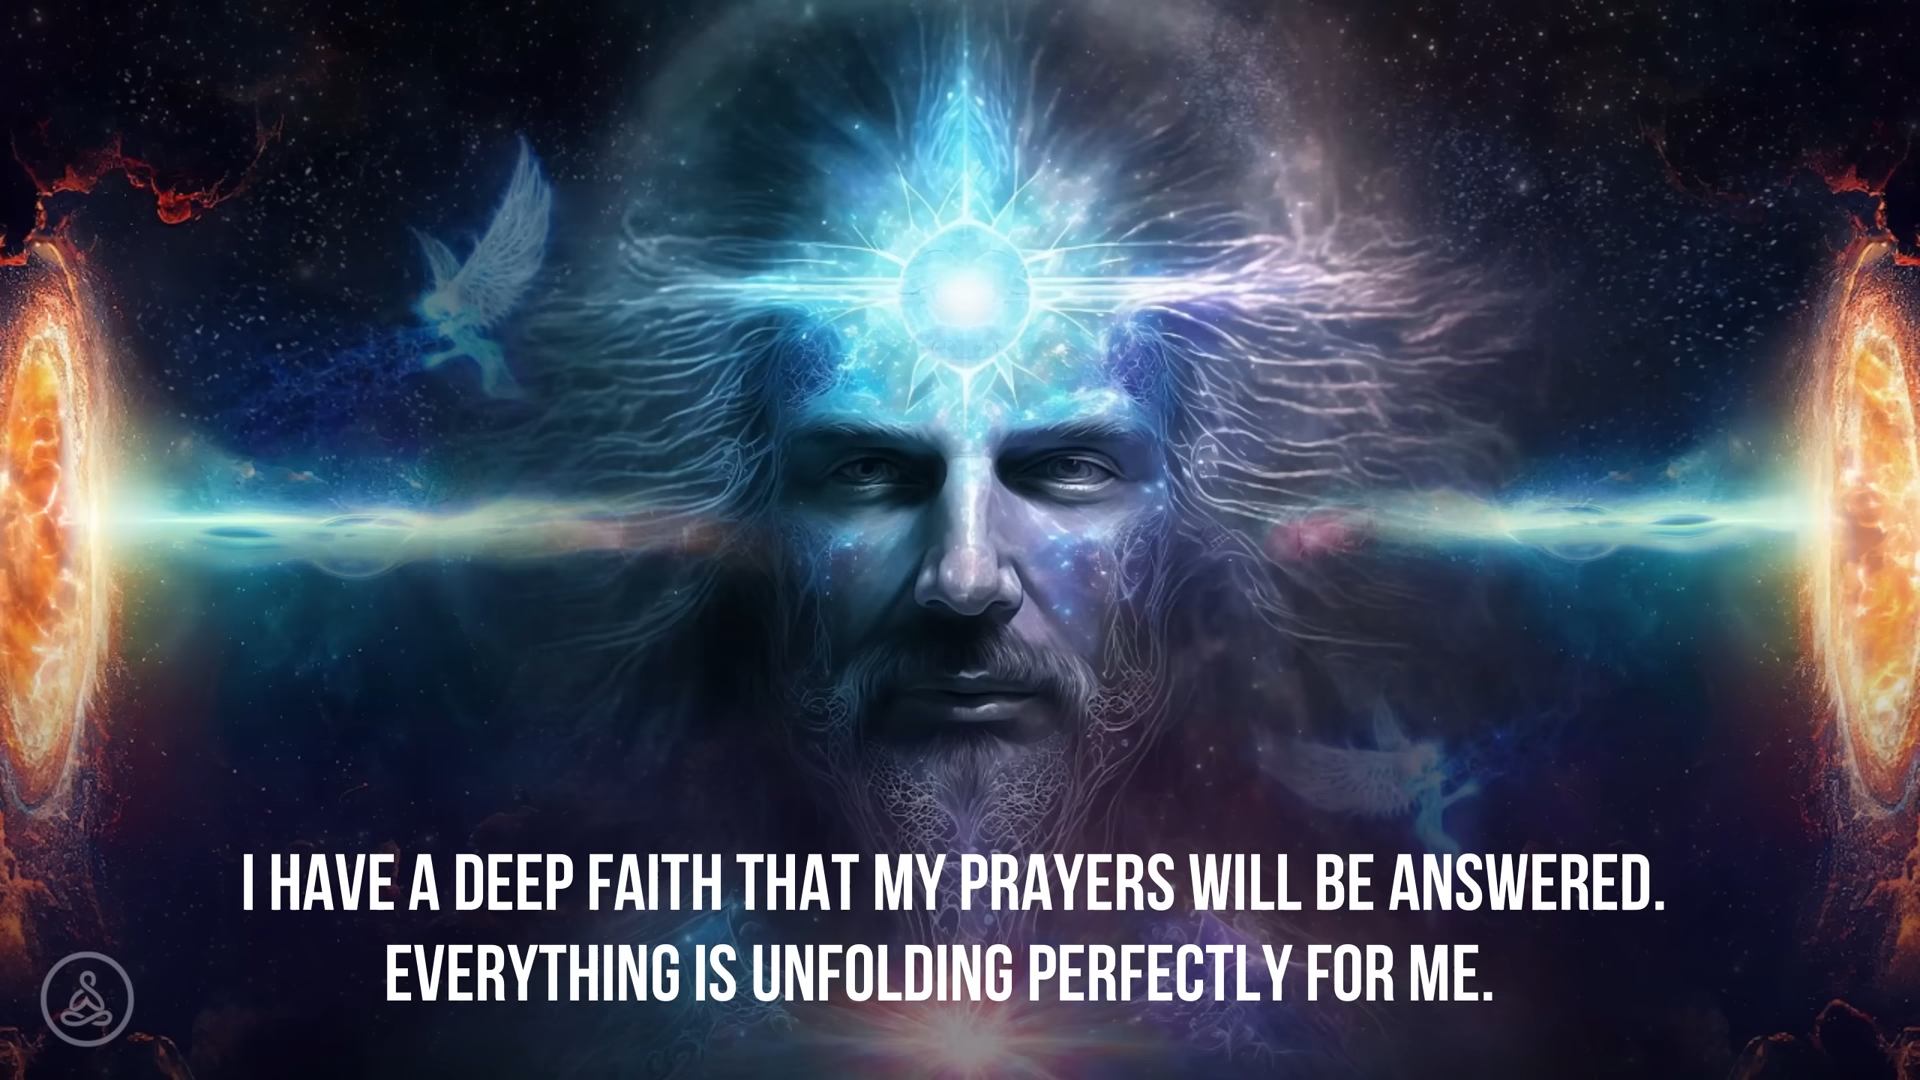 I HAVE A DEEP FAITH THAT MY PRAYERS WILL BE ANSWERED.
EVERYTHING IS UNFOLDING PERFECTLY FOR ME.